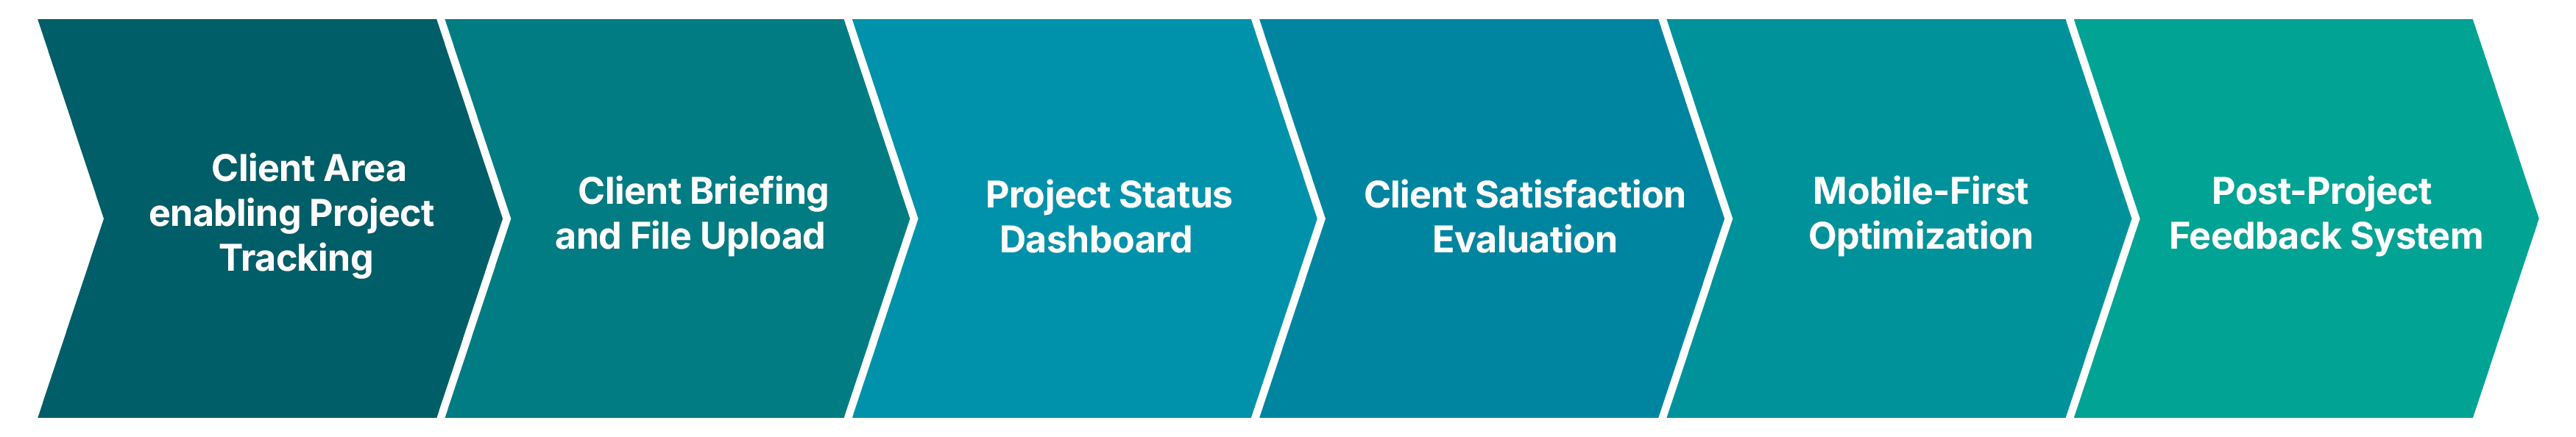 Client Area
enabling Project
Tracking
Client Briefing
and File Upload
Project Status
Dashboard
Client Satisfaction
Evaluation
Mobile-First
Optimization
Post-Project
Feedback System